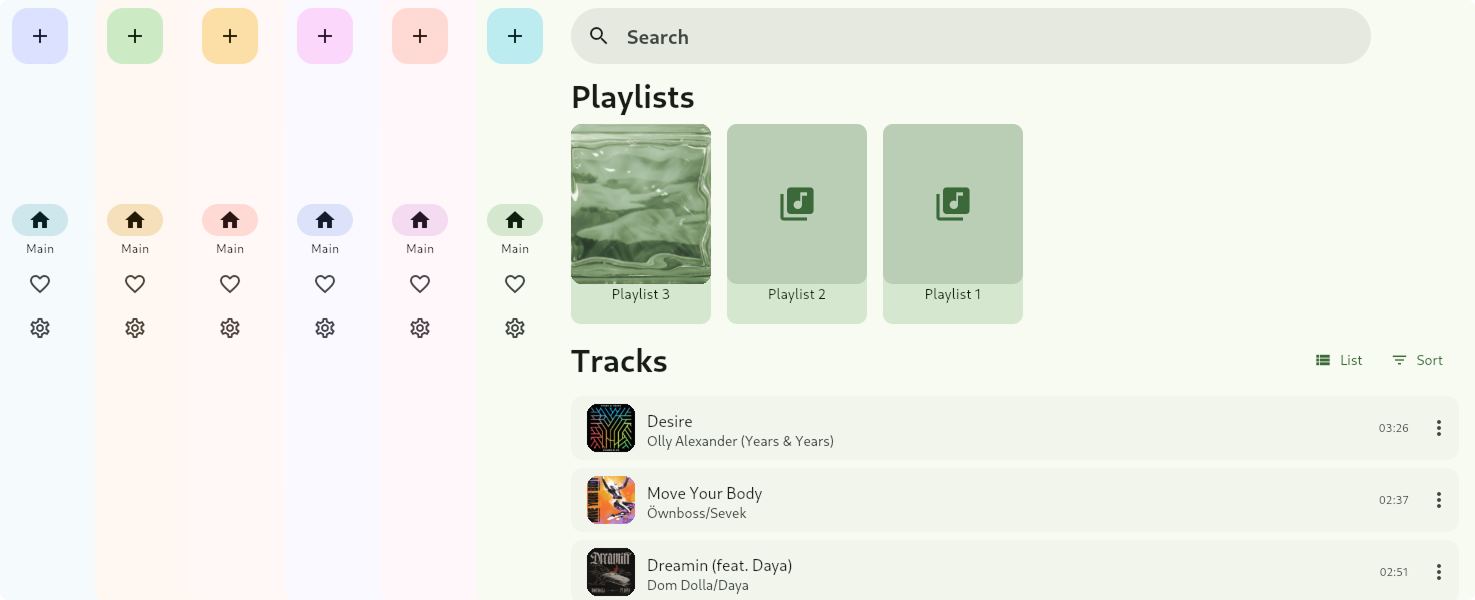 Search
Playlists
Main
Main
Main
Main
Main
Main
Playlist 3
Playlist 2
Playlist 1
Tracks
List
Sort
Desire
03:26
Olly Alexander (Years & Years)
Move Your Body
02:37
Öwnboss/Sevek
Dreamin
Dreamin (feat. Daya)
02:51
Dom Dolla/Daya